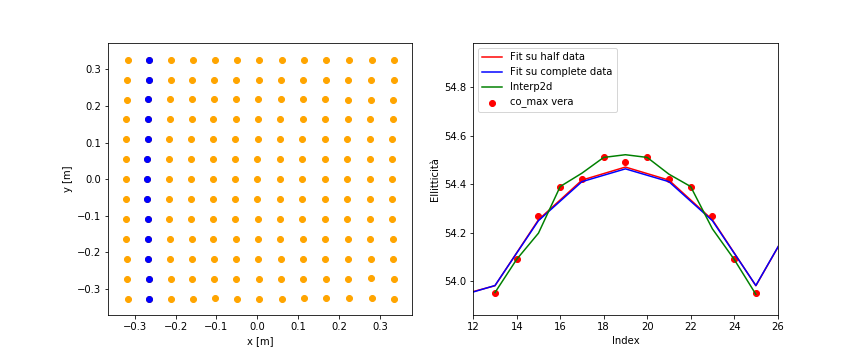 0.3
0.2
0.1
0.0
−0.1
−0.2
−0.3
y [m]
−0.3 −0.2 −0.1 0.0 0.1 0.2 0.3
x [m]
Fit su half data
Fit su complete data
Interp2d
co_max vera
54.8
54.6
54.4
54.2
54.0
Ellitticità
12 14 16 18 20 22 24 26
Index